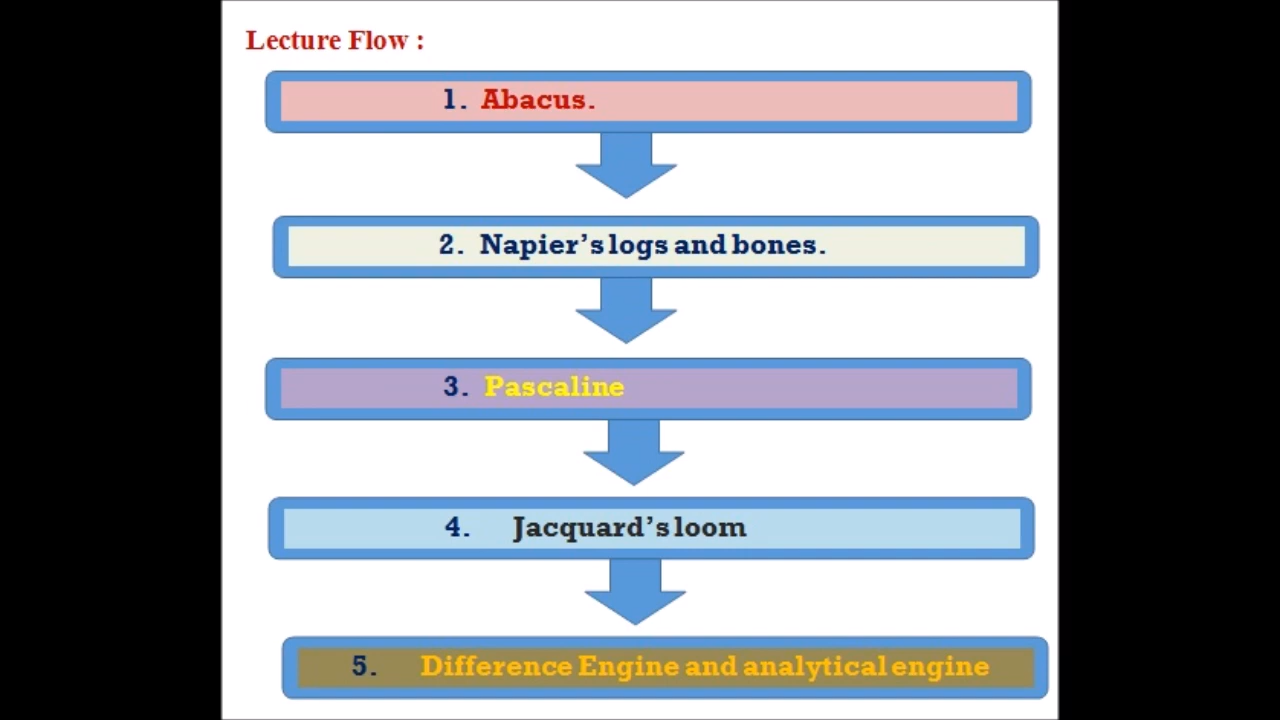 Lecture Flow :
1. Abacus.
2. Napier's logs and bones.
3. Pascaline
4. Jacquard's loom
5. Difference Engine and analytical engine